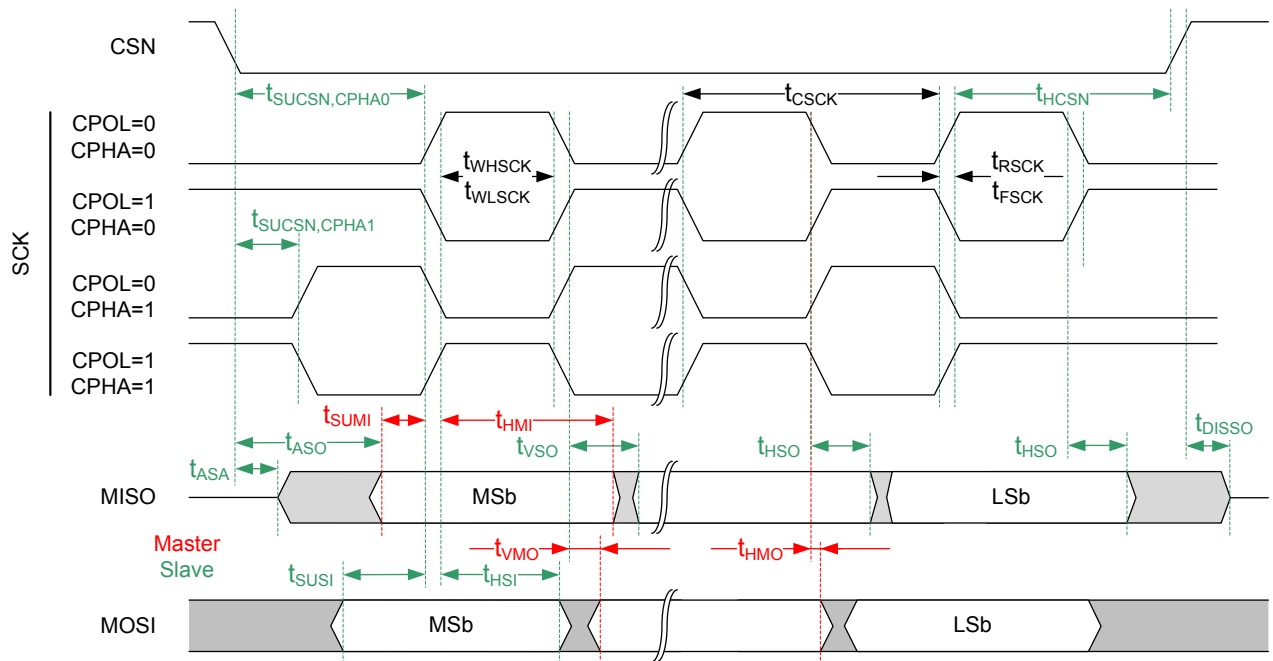 CSN
tSUCSN,CPHA0
tCSCK
tHCSN
SCK
CPOL=0
CPHA=0
tWHSCK
tWLSCK
tRSCK
tFSCK
CPOL=1
CPHA=0
tSUCSN,CPHA1
CPOL=0
CPHA=1
CPOL=1
CPHA=1
tSUMI
tHMI
tASO
tVSO
tHSO
tHSO
tDISSO
tASA
MISO
MSb
LSb
Master
Slave
tVMO
tHMO
tSUSI
tHSI
MOSI
MSb
LSb